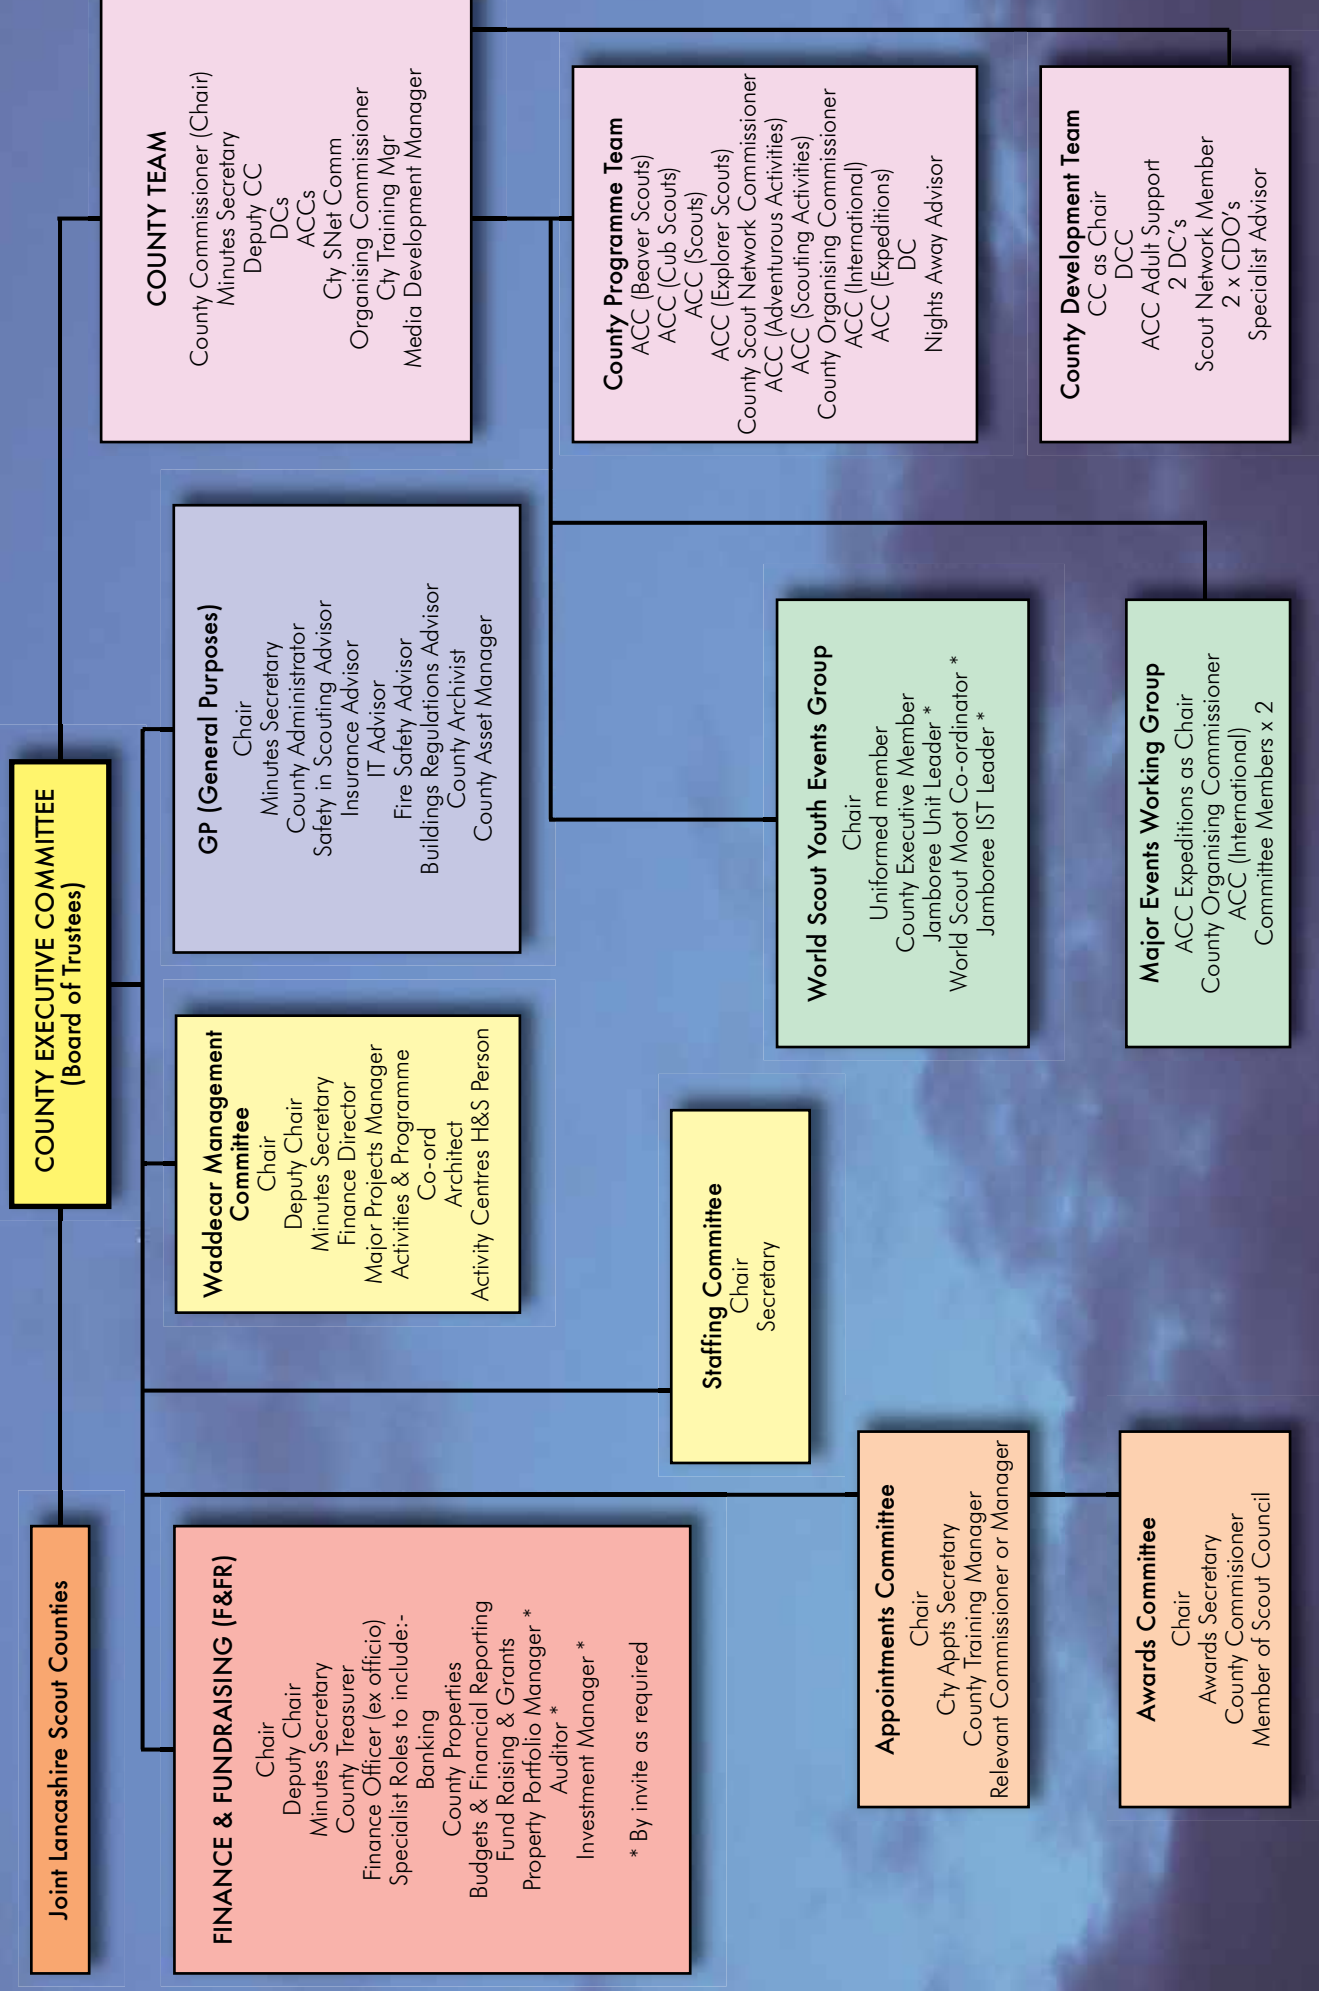 COUNTY EXECUTIVE COMMITTEE
(Board of Trustees)
Joint Lancashire Scout Counties
FINANCE & FUNDRAISING (F&FR)
Chair
Deputy Chair
Minutes Secretary
County Treasurer
Finance Officer (ex officio)
Specialist Roles to include:-
Banking
County Properties
Budgets & Financial Reporting
Fund Raising & Grants
Property Portfolio Manager *
Auditor *
Investment Manager *
* By invite as required
Waddecar Management
Committee
Chair
Deputy Chair
Minutes Secretary
Finance Director
Major Projects Manager
Activities & Programme
Co-ord
Architect
Activity Centres H&S Person
GP (General Purposes)
Chair
Minutes Secretary
County Administrator
Safety in Scouting Advisor
Insurance Advisor
IT Advisor
Fire Safety Advisor
Buildings Regulations Advisor
County Archivist
County Asset Manager
COUNTY TEAM
County Commissioner (Chair)
Minutes Secretary
Deputy CC
DCs
ACCs
Cty SNet Comm
Organising Commissioner
Cty Training Mgr
Media Development Manager
Staffing Committee
Chair
Secretary
County Programme Team
ACC (Beaver Scouts)
ACC (Cub Scouts)
ACC (Scouts)
ACC (Explorer Scouts)
County Scout Network Commissioner
ACC (Adventurous Activities)
ACC (Scouting Activities)
County Organising Commissioner
ACC (International)
ACC (Expeditions)
DC
Nights Away Advisor
Appointments Committee
Chair
Cty Appts Secretary
County Training Manager
Relevant Commissioner or Manager
World Scout Youth Events Group
Chair
Uniformed member
County Executive Member
Jamboree Unit Leader *
World Scout Moot Co-ordinator *
Jamboree IST Leader *
Awards Committee
Chair
Awards Secretary
County Commisioner
Member of Scout Council
Major Events Working Group
ACC Expeditions as Chair
County Organising Commissioner
ACC (International)
Committee Members x 2
County Development Team
CC as Chair
DCC
ACC Adult Support
2 DC's
Scout Network Member
2 x CDO's
Specialist Advisor